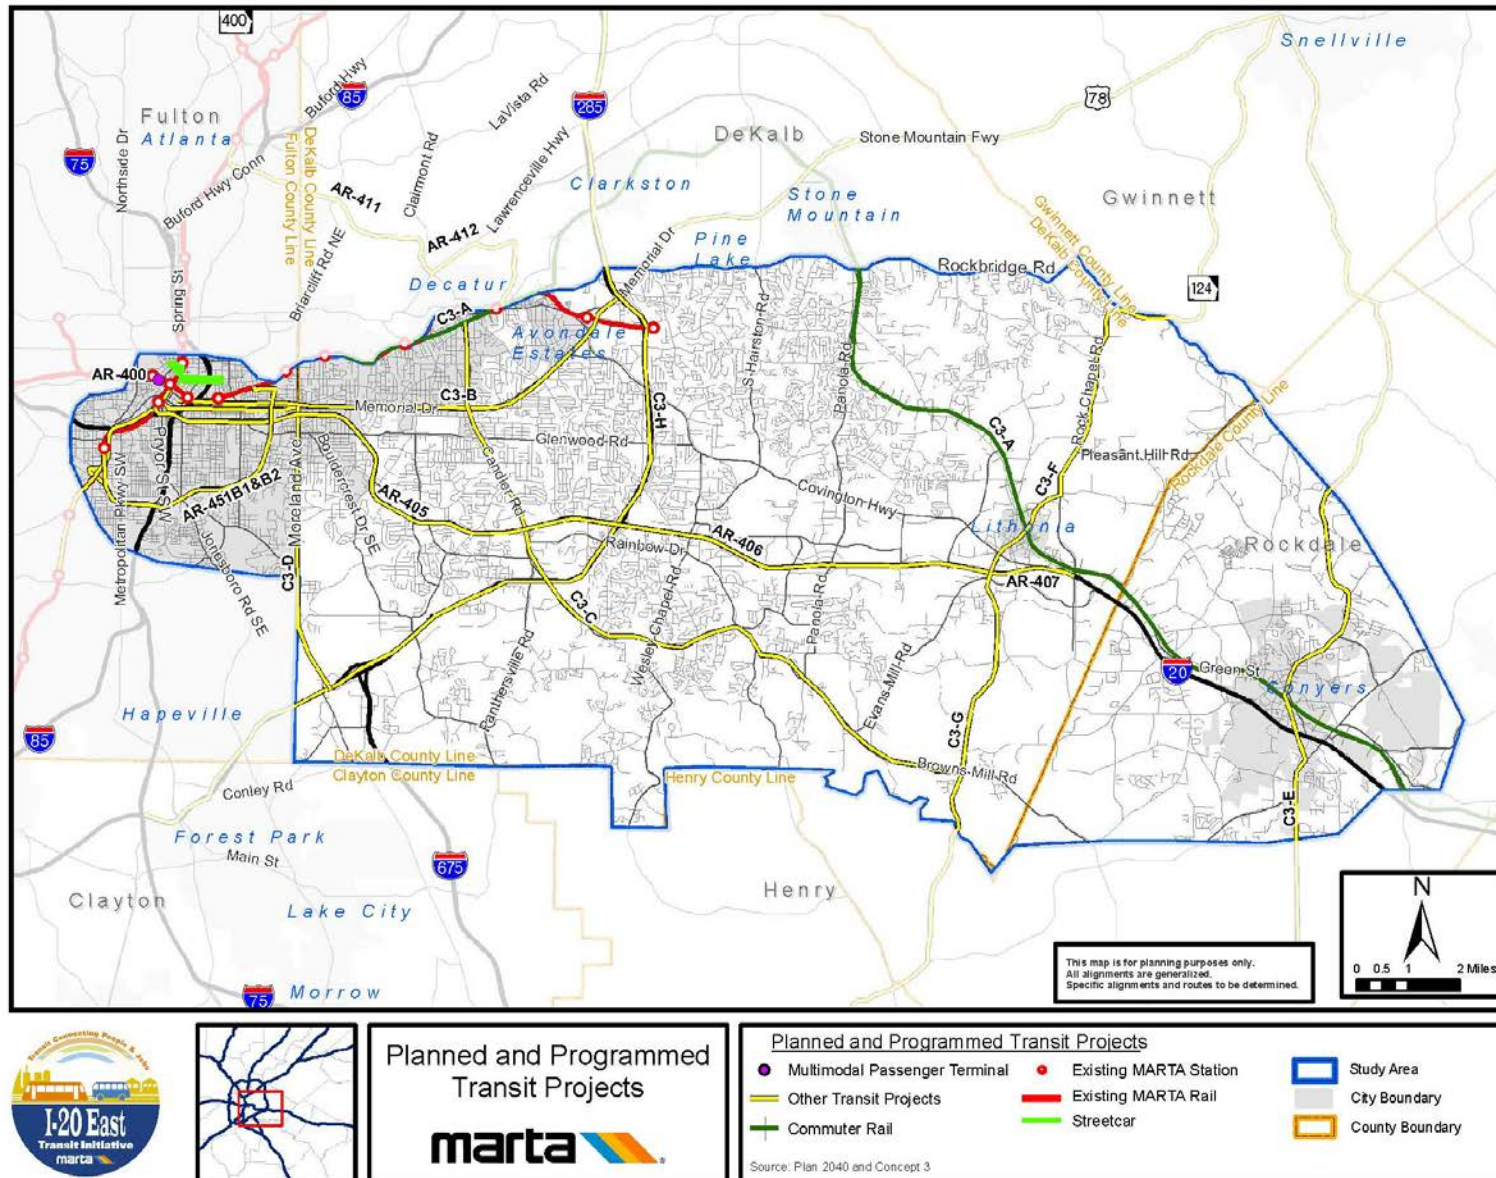 400
Snellville
85
Buford Hwy
LaVista Rd
285
78
Fulton
Atlanta
DeKalb
Stone Mountain Fwy
75
Northside Dr
DeKalb County Line
Fulton County Line
Clairmont Rd
Lawrenceville Hwy
Buford Hwy Conn
AR-411
Clarkston
Stone
Mountain
Gwinnett
Gwinnett County Line
DeKalb County Line
AR-412
Briarcliff Rd NE
Memorial Dr
Pine
Lake
Rockbridge Rd
124
Spring St
Decatur
C3-A
Avondale
Estates
S Hairston-Rd
Panola-Rd
Rock Chapel-Rd
AR-400
C3-B
Memorial Dr
C3-H
C3-A
Rockdale County Line
Glenwood-Rd
Pleasant Hill-Rd
Pryor St SW
Metropolitan Pkwy SW
AR-451B1&B2
Moreland-Ave
Bouldercrest-Dr SE
Candler-Rd
Covington-Hwy
C3-F
AR-405
Lithonia
AR-406
Rainbow-Dr
Rockdale
Jonesboro Rd SE
C3-D
AR-407
C3-C
Wesley-Chapel-Rd
Panola-Rd
Panthersville Rd
Evans-Mill-Rd
20
Green St
Conyers
Hapeville
85
C3-G
DeKalb County Line
Clayton County Line
Henry County Line
Browns-Mill-Rd
Conley Rd
C3-E
Forest Park
Main St
675
Clayton
Henry
Lake City
75
Morrow
This map is for planning purposes only.
All alignments are generalized.
Specific alignments and routes to be determined.
N
0 0.5 1 2 Miles
Transit Connecting People & Jobs
I-20 East
Transit Initiative
marta
Planned and Programmed
Transit Projects
marta
Planned and Programmed Transit Projects
Multimodal Passenger Terminal
Existing MARTA Station
Study Area
Other Transit Projects
Existing MARTA Rail
City Boundary
Commuter Rail
Streetcar
County Boundary
Source: Plan 2040 and Concept 3